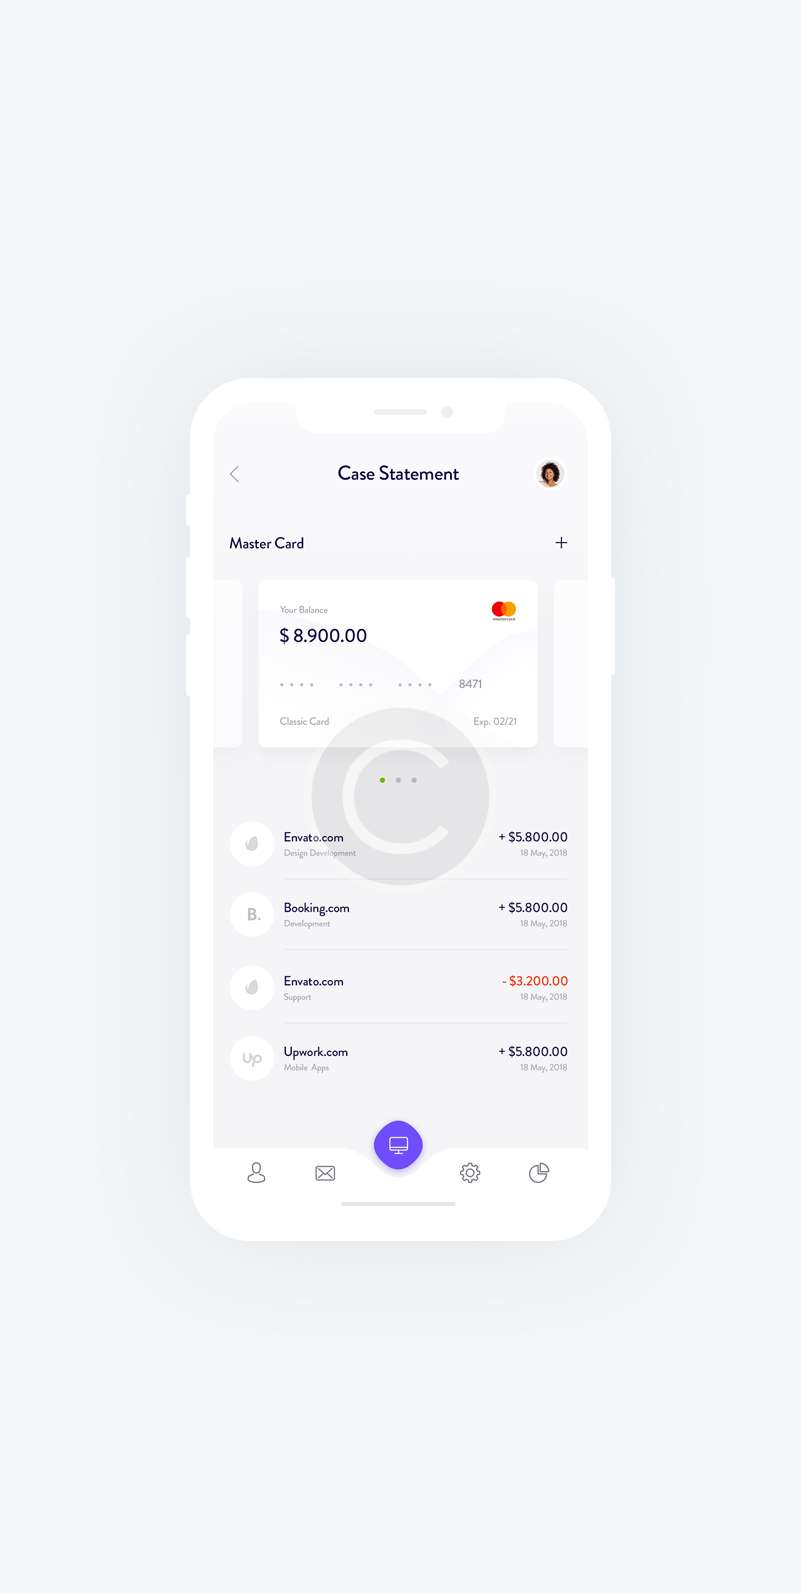 Case Statement
Master Card
Your Balance
mastercard
$ 8.900.00
8471
Classic Card
Exp. 02/21
Envato.com
+ $5.800.00
Design Development
18 May, 2018
B.
Booking.com
+ $5.800.00
Development
18 May, 2018
Envato.com
- $3.200.00
Support
18 May, 2018
Up
Upwork.com
+ $5.800.00
Mobile Apps
18 May, 2018